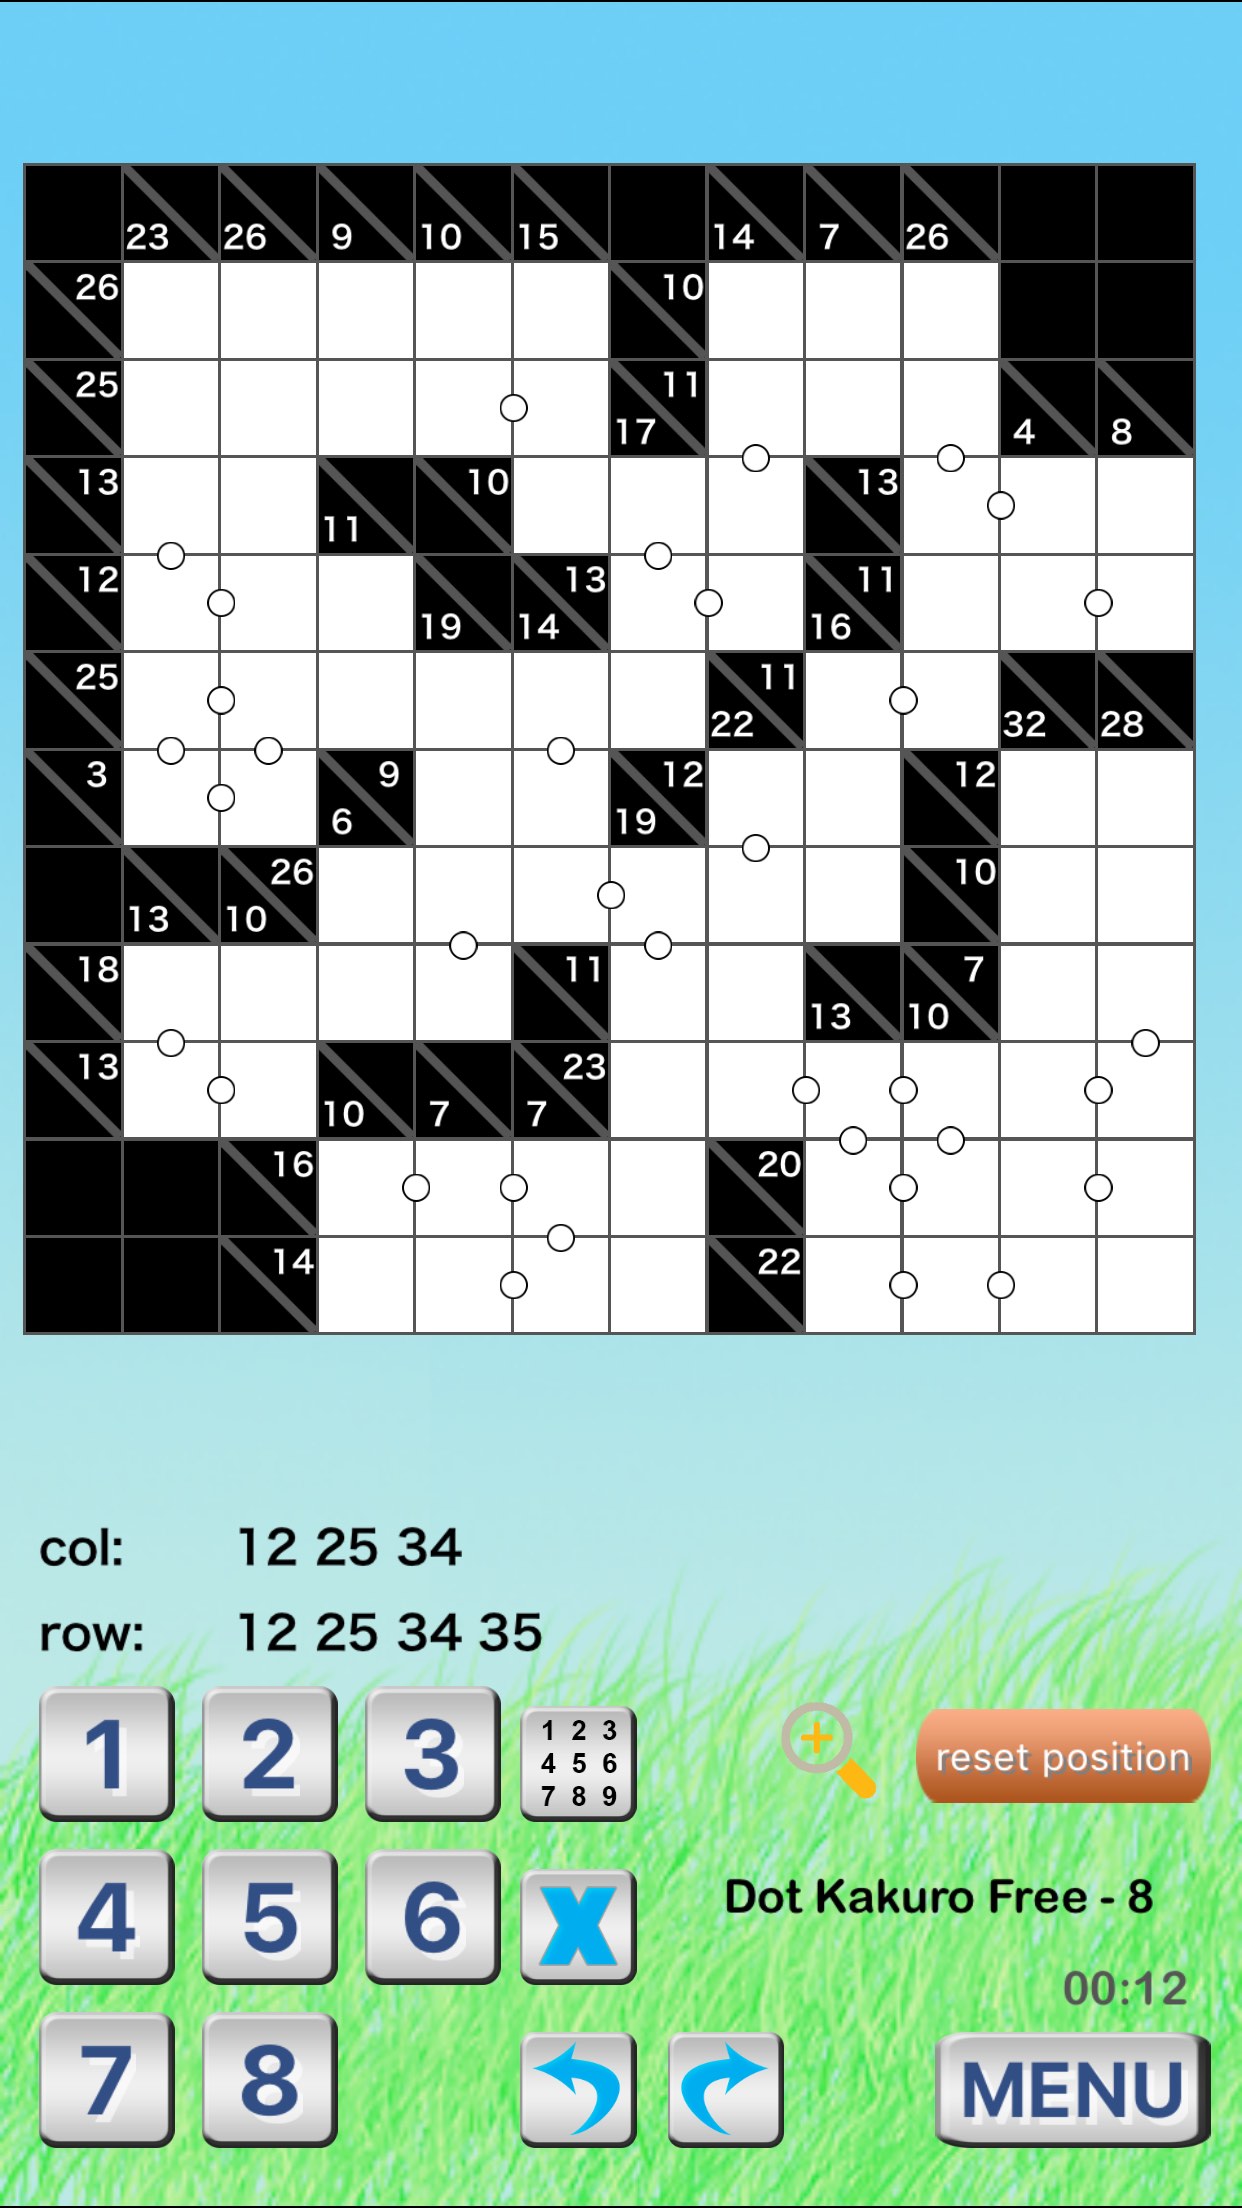 23 26 9 10 15 14 7 26
26 10
25 11 17 4 8
13 11 10 13
12 19 13 14 11 16
25 11 22 32 28
3 9 6 12 19 12
13 26 10 10
18 11 13 7 10
13 10 7 23 7
16 20
14 22
col: 12 25 34
row: 12 25 34 35
1 2 3 1 2 3
4 5 6
7 8 9
reset position
4 5 6 X
Dot Kakuro Free - 8
00:12
7 8 MENU